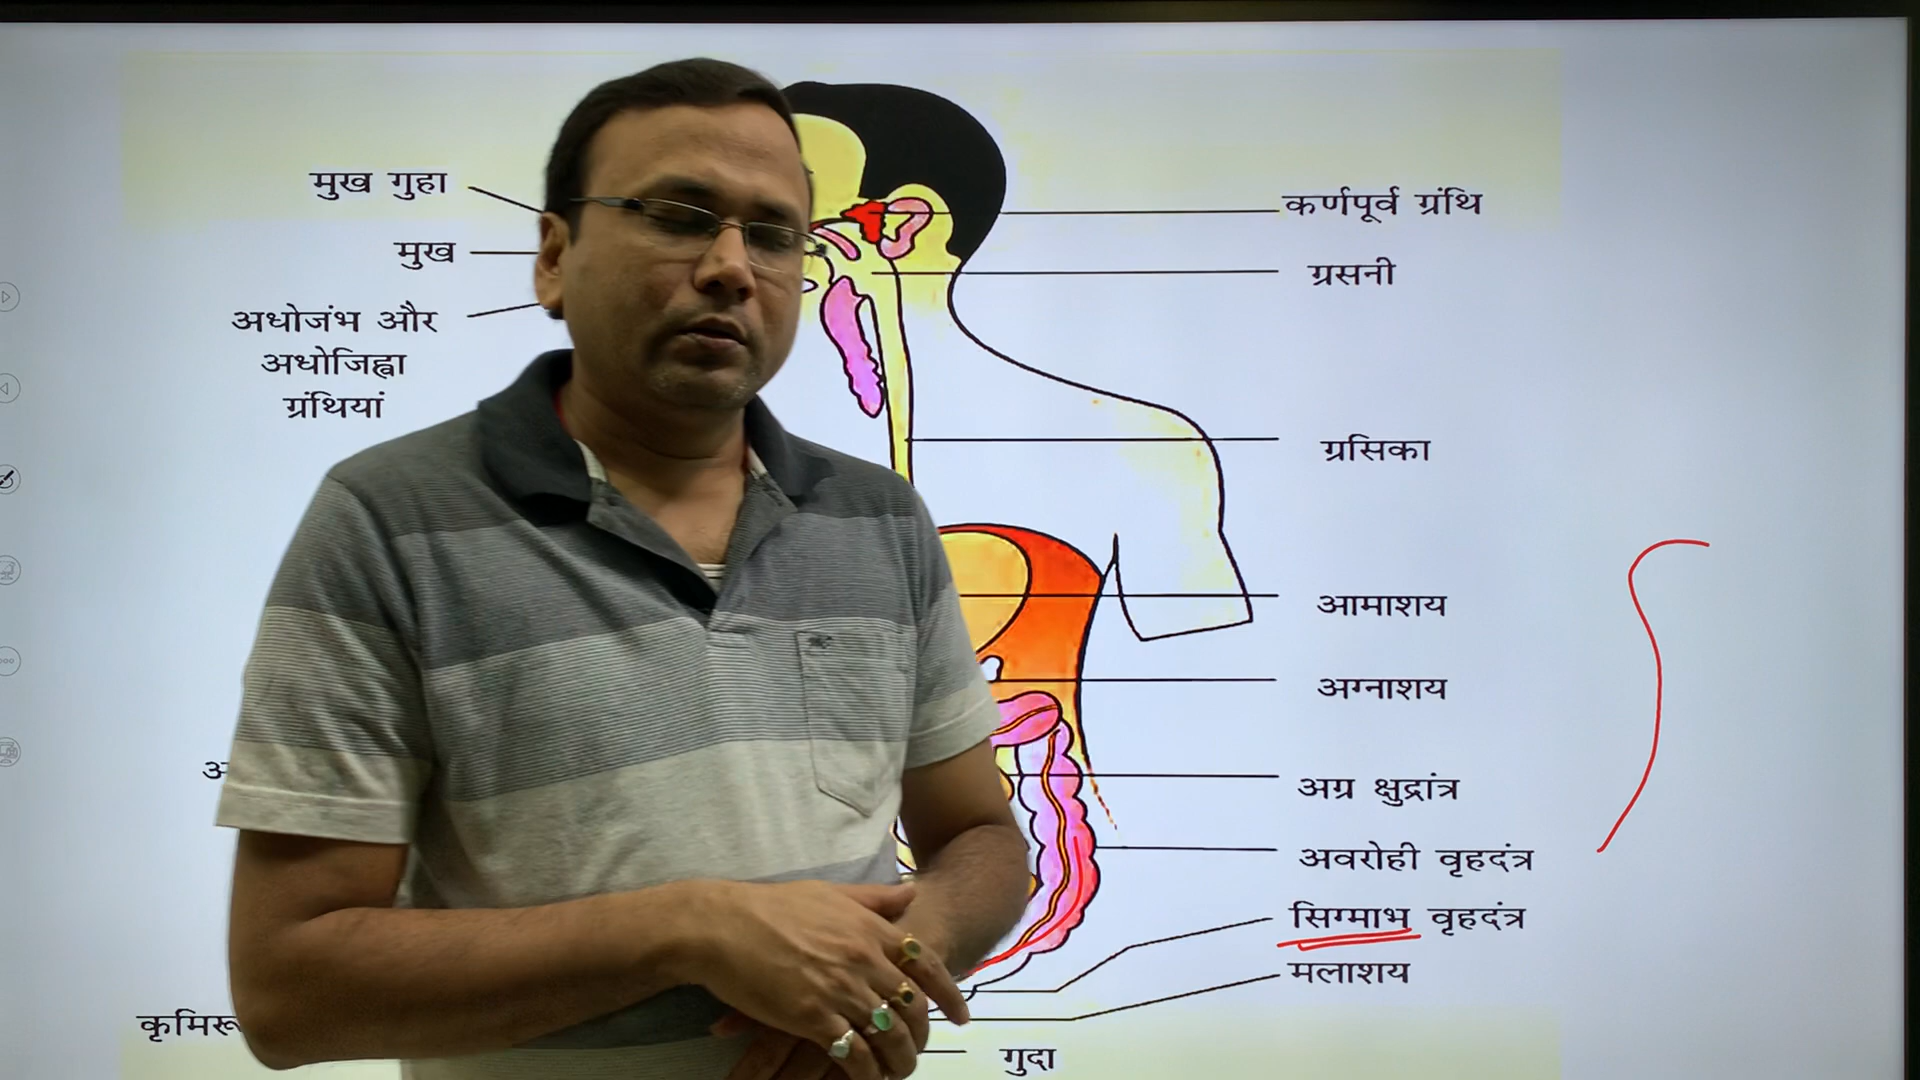 मुख गुहा
मुख
अधोजंभ और
अधोजिह्वा
ग्रंथियां
कर्णपूर्व ग्रंथि
ग्रसनी
ग्रसिका
आमाशय
अग्नाशय
अग्र क्षुद्रांत्र
अवरोही वृहदंत्र
सिग्माभ वृहदंत्र
मलाशय
गुदा